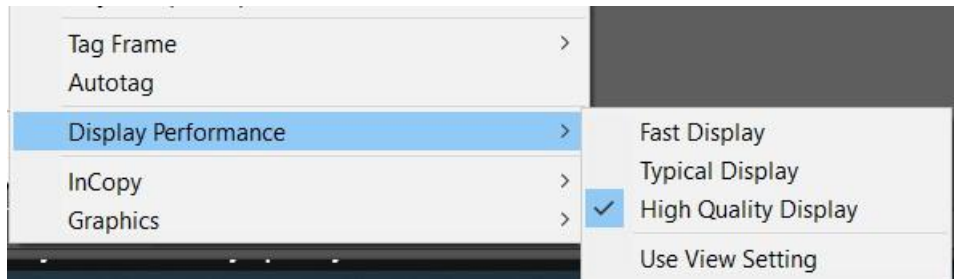 Tag Frame
Autotag
Display Performance
InCopy
Graphics
Fast Display
Typical Display
High Quality Display
Use View Setting